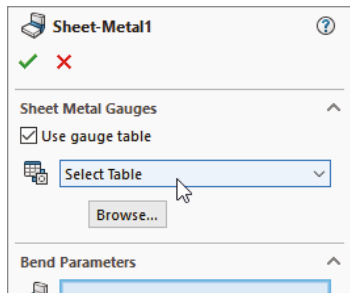 Sheet-Metal1
Sheet Metal Gauges
Use gauge table
Select Table
Browse...
Bend Parameters